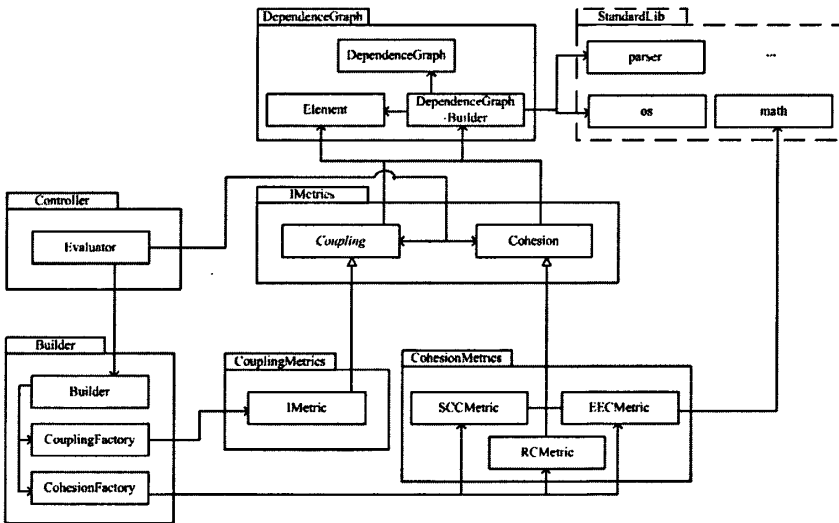 DependenceGraph
StandardLib
DependenceGraph
parser
...
Element
DependenceGraph
-Builder
os
math
Controller
IMetrics
Evaluator
Coupling
Cohesion
Builder
CouplingMetrics
CohesionMetrics
Builder
IMetric
SCCMetric
EECMetric
CouplingFactory
RCMetric
CohesionFactory